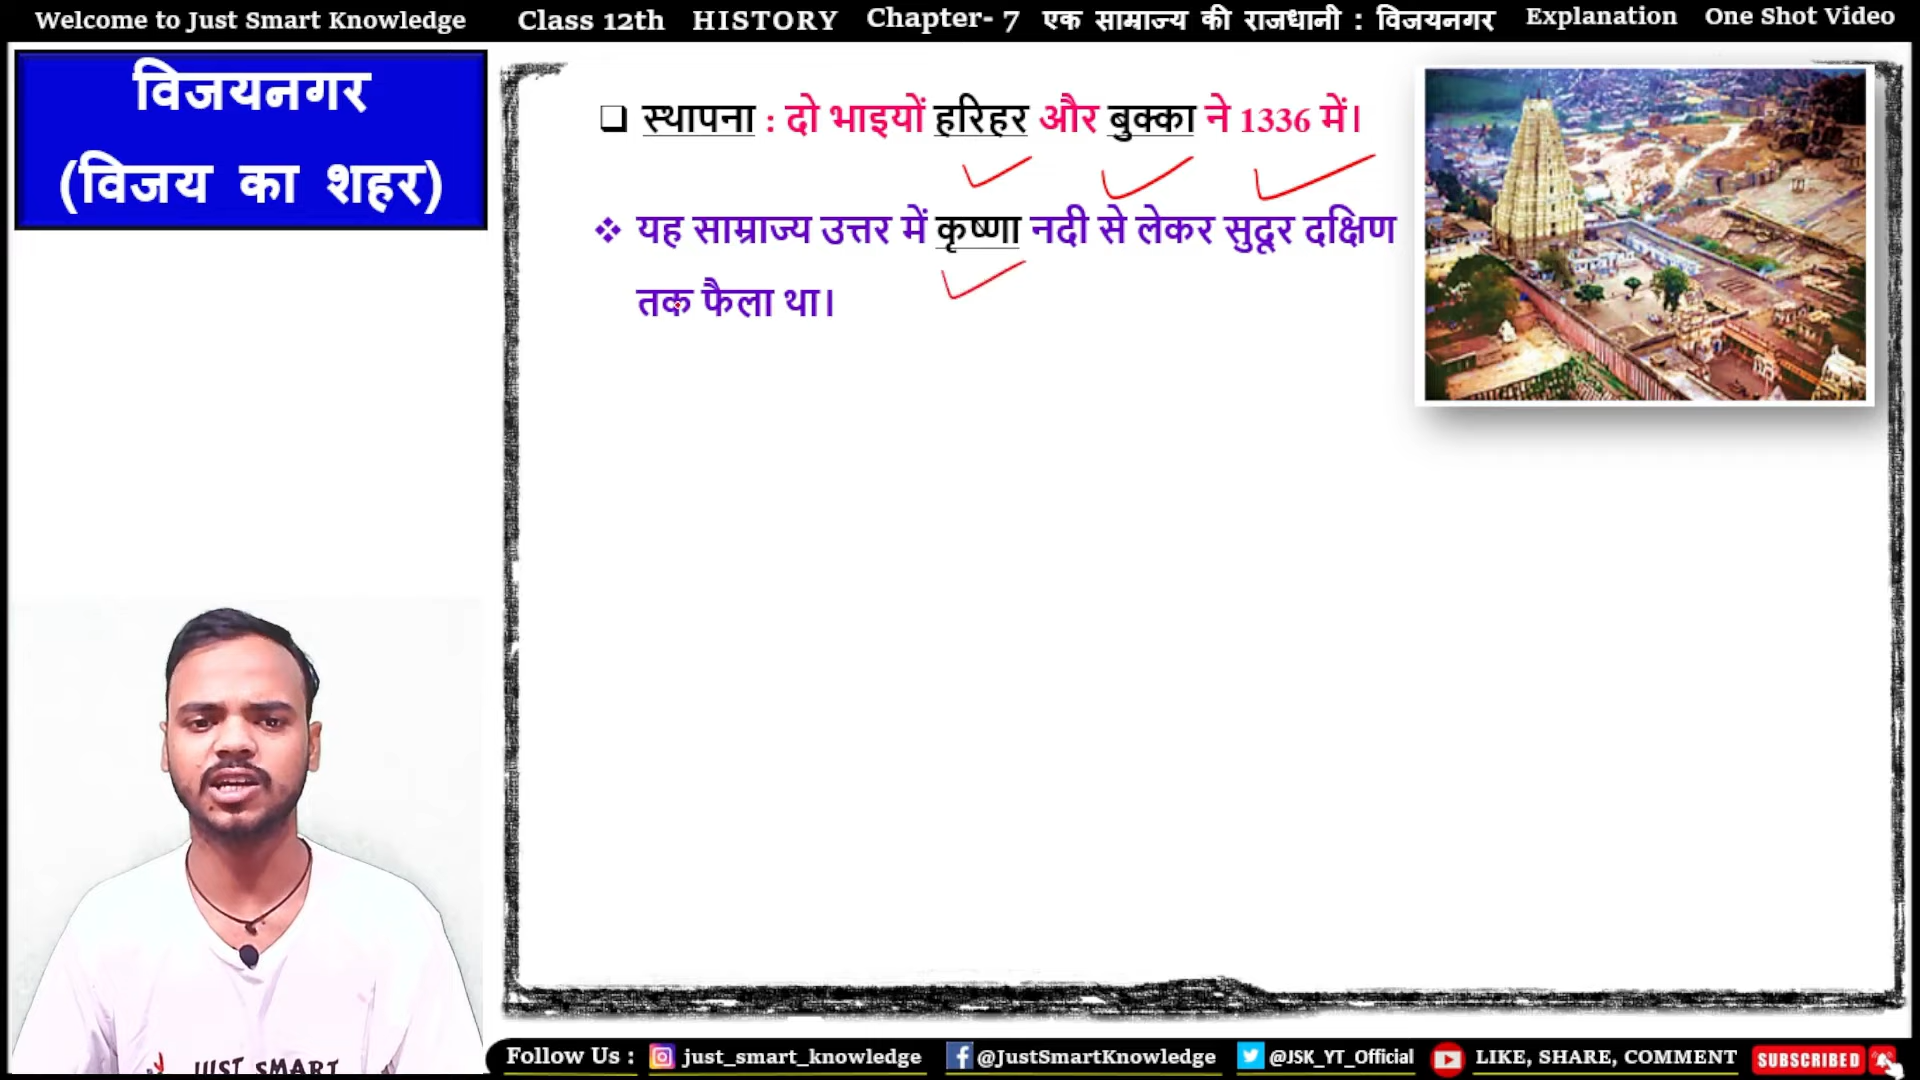 Welcome to Just Smart Knowledge Class 12th HISTORY Chapter- 7 एक साम्राज्य की राजधानी : विजयनगर Explanation One Shot Video
विजयनगर
(विजय का शहर)
स्थापना : दो भाइयों हरिहर और बुक्का ने 1336 में।
यह साम्राज्य उत्तर में कृष्णा नदी से लेकर सुदूर दक्षिण
तक फैला था।
JUST SMART
Follow Us : just_smart_knowledge @JustSmartKnowledge @JSK_YT_Official LIKE, SHARE, COMMENT SUBSCRIBED